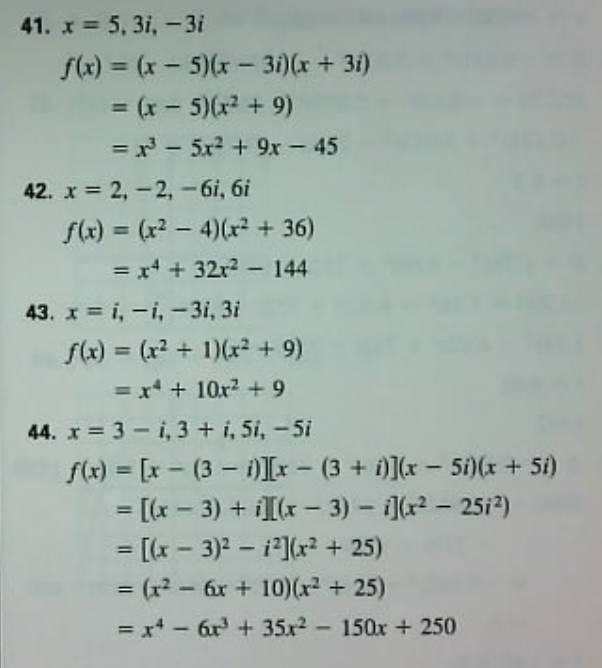 41. x = 5, 3i, −3i
f(x) = (x − 5)(x − 3i)(x + 3i)
= (x − 5)(x² + 9)
= x³ − 5x² + 9x − 45
42. x = 2, −2, −6i, 6i
f(x) = (x² − 4)(x² + 36)
= x⁴ + 32x² − 144
43. x = i, −i, −3i, 3i
f(x) = (x² + 1)(x² + 9)
= x⁴ + 10x² + 9
44. x = 3 − i, 3 + i, 5i, −5i
f(x) = [x − (3 − i)][x − (3 + i)](x − 5i)(x + 5i)
= [(x − 3) + i][(x − 3) − i](x² − 25i²)
= [(x − 3)² − i²](x² + 25)
= (x² − 6x + 10)(x² + 25)
= x⁴ − 6x³ + 35x² − 150x + 250